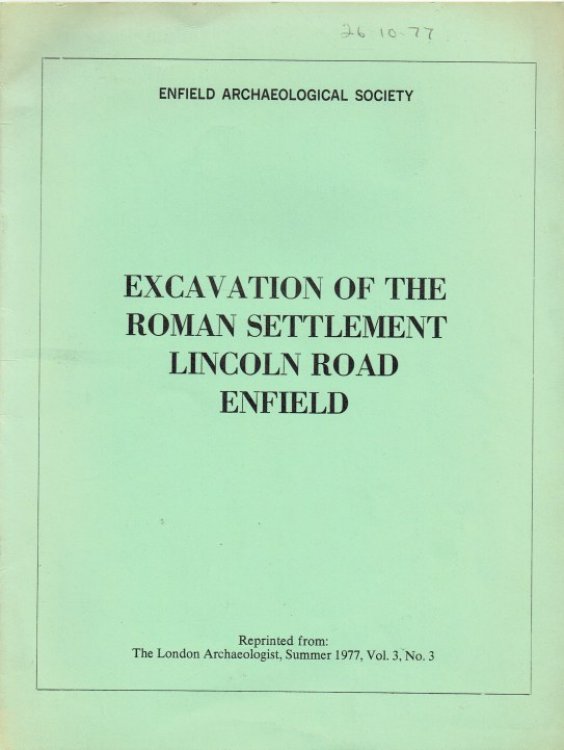 26-10-77
ENFIELD ARCHAEOLOGICAL SOCIETY
EXCAVATION OF THE
ROMAN SETTLEMENT
LINCOLN ROAD
ENFIELD
Reprinted from:
The London Archaeologist, Summer 1977, Vol. 3, No. 3